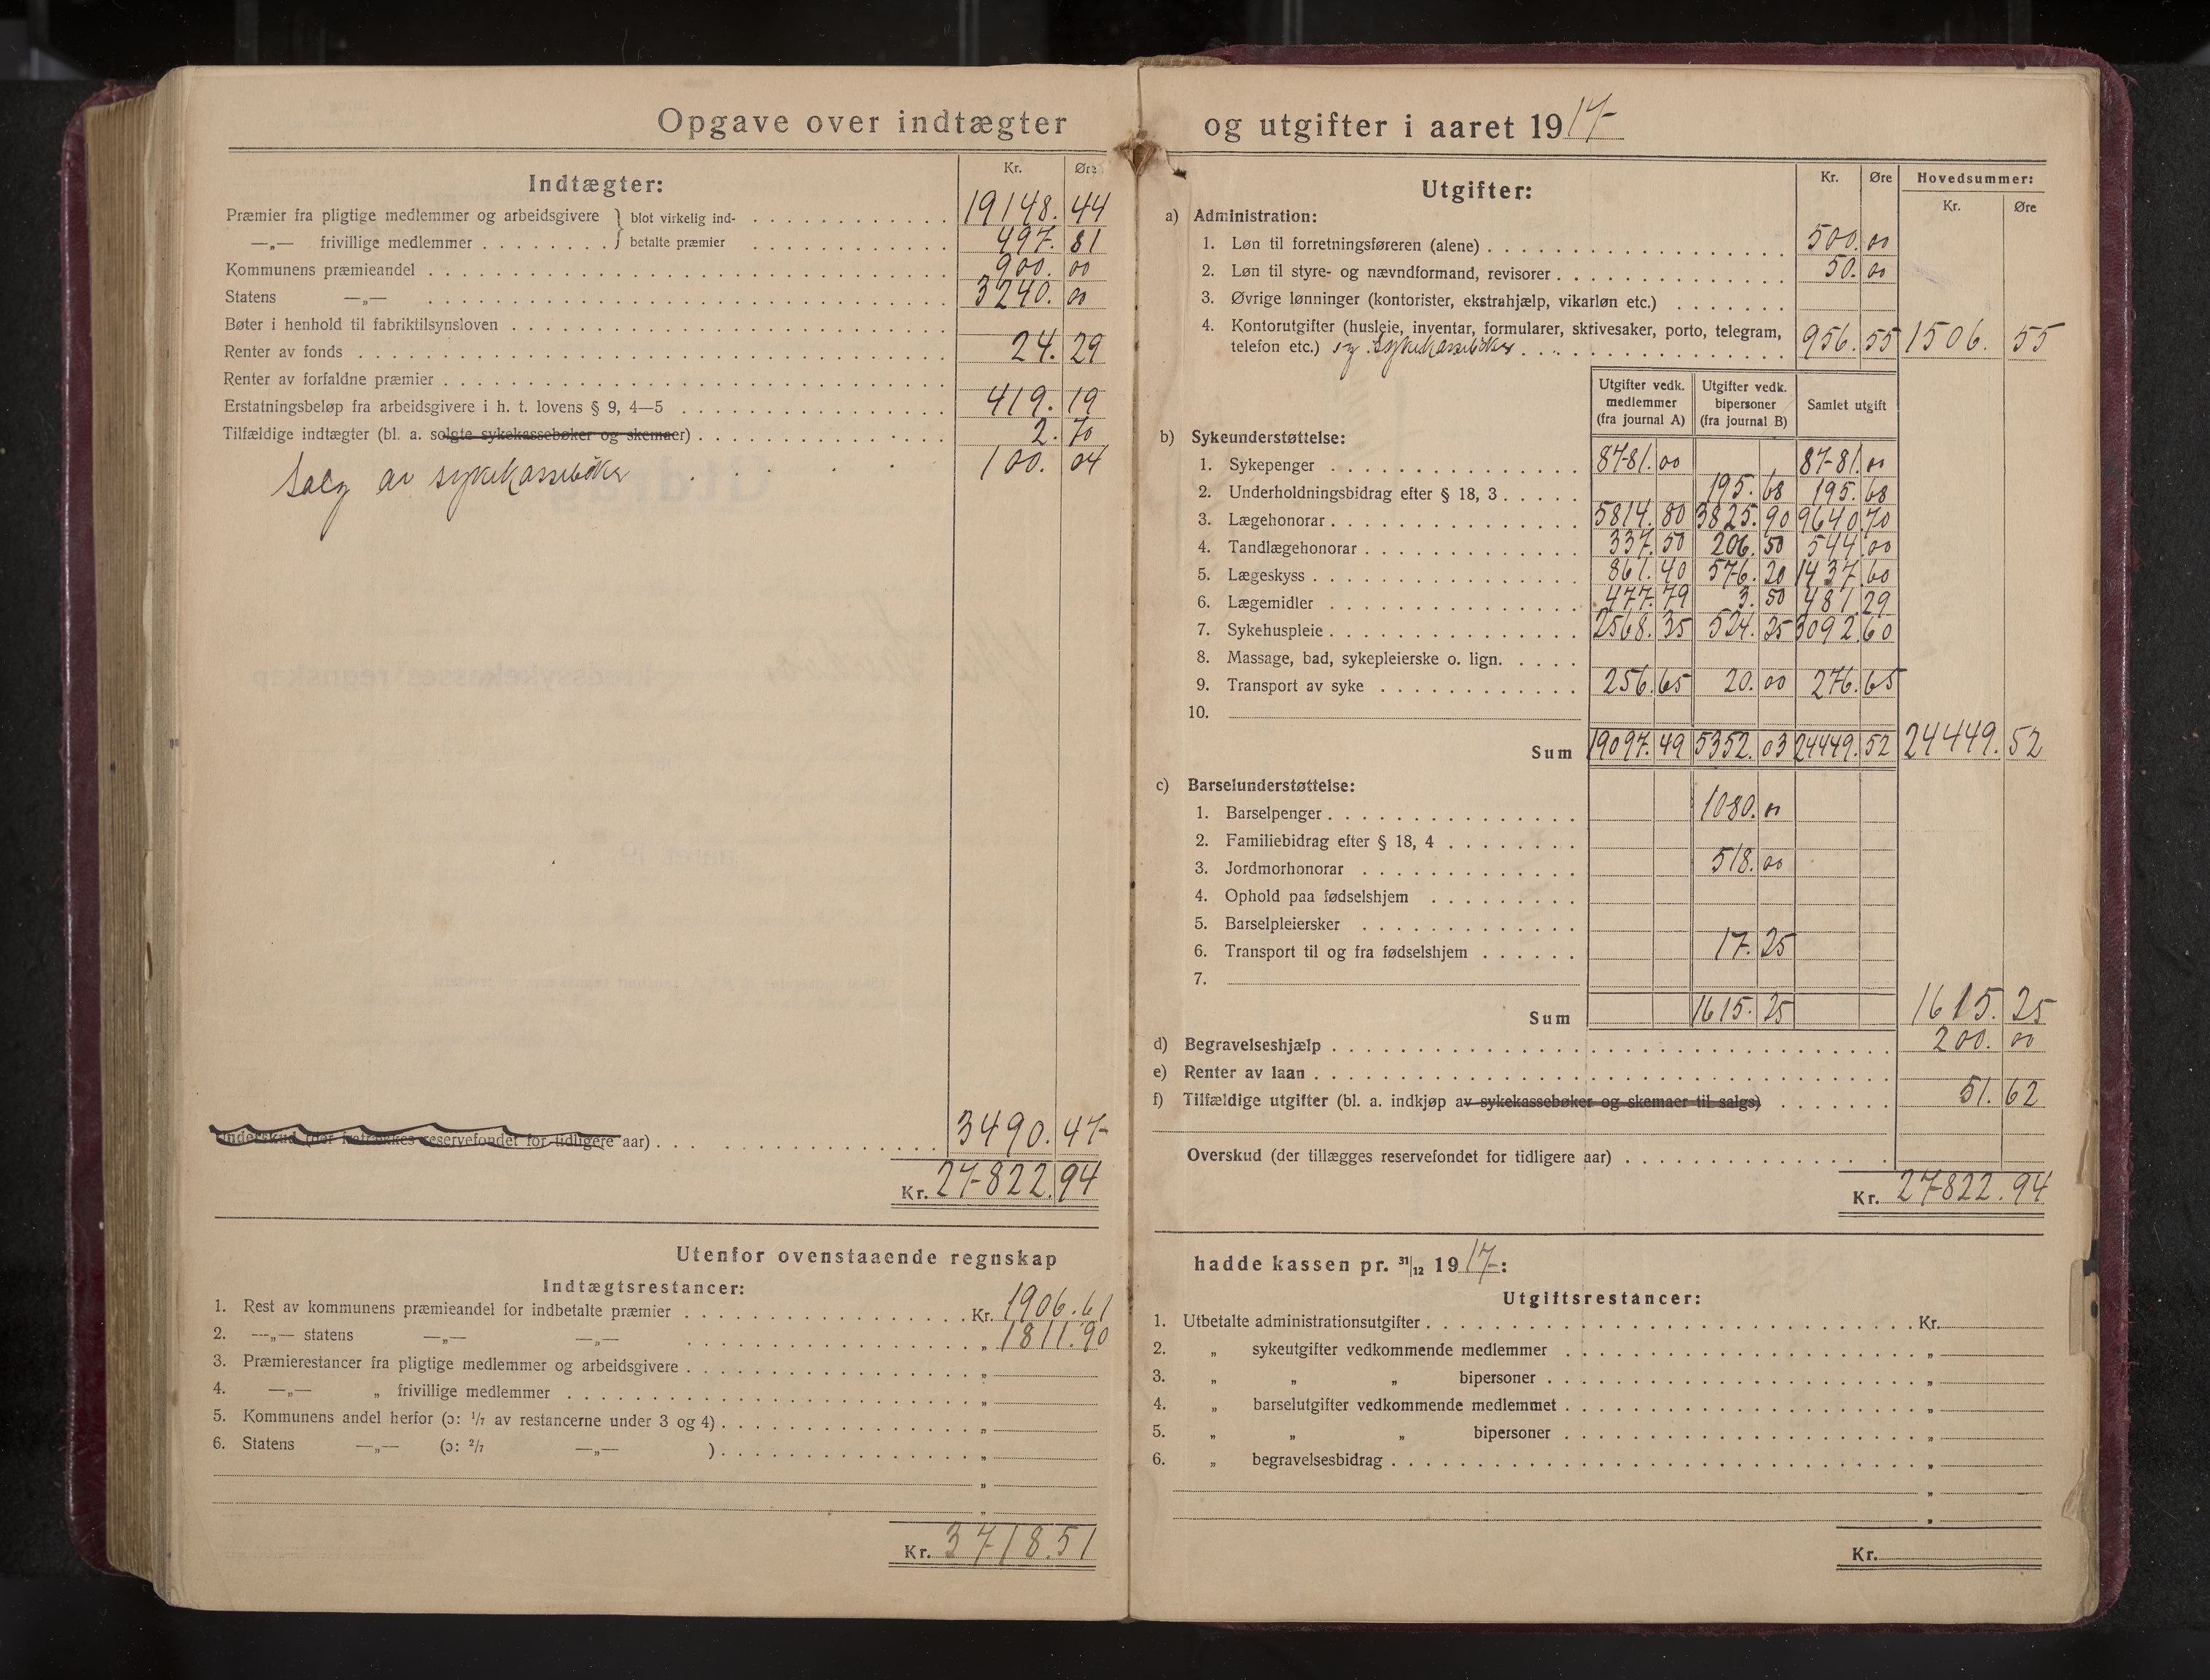 Opgave over indtægter
Indtægter:
Kr. Øre
Præmier fra pligtige medlemmer og arbeidsgivere } blot virkelig ind- 19148. 44
—„— frivillige medlemmer } betalte præmier 497. 81
Kommunens præmieandel 900. 00
Statens —„— 3240. 00
Bøter i henhold til fabriktilsynsloven
Renter av fonds 24. 29
Renter av forfaldne præmier
Erstatningsbeløp fra arbeidsgivere i h. t. lovens § 9, 4—5 419. 19
Tilfældige indtægter (bl. a. solgte sykekassebøker og skemaer) 2. 70
Salg av sykekassebøker 100. 04
Underskud (der fratrækkes reservefondet for tidligere aar) 3490. 47
Kr. 27822. 94
Utenfor ovenstaaende regnskap
Indtægtsrestancer:
1. Rest av kommunens præmieandel for indbetalte præmier Kr. 1906. 61
2. —„— statens —„— —„— „ 1811. 90
3. Præmierestancer fra pligtige medlemmer og arbeidsgivere „
4. —„— „ frivillige medlemmer „
5. Kommunens andel herfor (ɔ: 1/7 av restancerne under 3 og 4) „
6. Statens —„— (ɔ: 2/7 —„— ) „
„
„
Kr. 3718. 51
og utgifter i aaret 1917
Utgifter:
Kr. Øre Hovedsummer:
Kr. Øre
a) Administration:
1. Løn til forretningsføreren (alene) 500. 00
2. Løn til styre- og nævndformand, revisorer 50. 00
3. Øvrige lønninger (kontorister, ekstrahjælp, vikarløn etc.)
4. Kontorutgifter (husleie, inventar, formularer, skrivesaker, porto, telegram,
telefon etc.) og sykekassebøker 956. 55 1506. 55
Utgifter vedk. medlemmer (fra journal A) Utgifter vedk. bipersoner (fra journal B) Samlet utgift
b) Sykeunderstøttelse:
1. Sykepenger 8781. 00 8781. 00
2. Underholdningsbidrag efter § 18, 3 195. 68 195. 68
3. Lægehonorar 5814. 80 3825. 90 9640. 70
4. Tandlægehonorar 337. 50 206. 50 544. 00
5. Lægeskyss 861. 40 576. 20 1437. 60
6. Lægemidler 477. 79 3. 50 481. 29
7. Sykehuspleie 2568. 35 524. 25 3092. 60
8. Massage, bad, sykepleierske o. lign.
9. Transport av syke 256. 65 20. 00 276. 65
10.
Sum 19097. 49 5352. 03 24449. 52 24449. 52
c) Barselunderstøttelse:
1. Barselpenger 1080. 00
2. Familiebidrag efter § 18, 4
3. Jordmorhonorar 518. 00
4. Ophold paa fødselshjem
5. Barselpleiersker
6. Transport til og fra fødselshjem 17. 25
7.
Sum 1615. 25 1615. 25
d) Begravelseshjælp 200. 00
e) Renter av laan
f) Tilfældige utgifter (bl. a. indkjøp av sykekassebøker og skemaer til salgs) 51. 62
Overskud (der tillægges reservefondet for tidligere aar)
Kr. 27822. 94
hadde kassen pr. 31/12 1917:
Utgiftsrestancer:
1. Utbetalte administrationsutgifter Kr.
2. „ sykeutgifter vedkommende medlemmer „
3. „ „ „ bipersoner „
4. „ barselutgifter vedkommende medlemmet „
5. „ „ „ bipersoner „
6. „ begravelsesbidrag „
„
„
Kr.